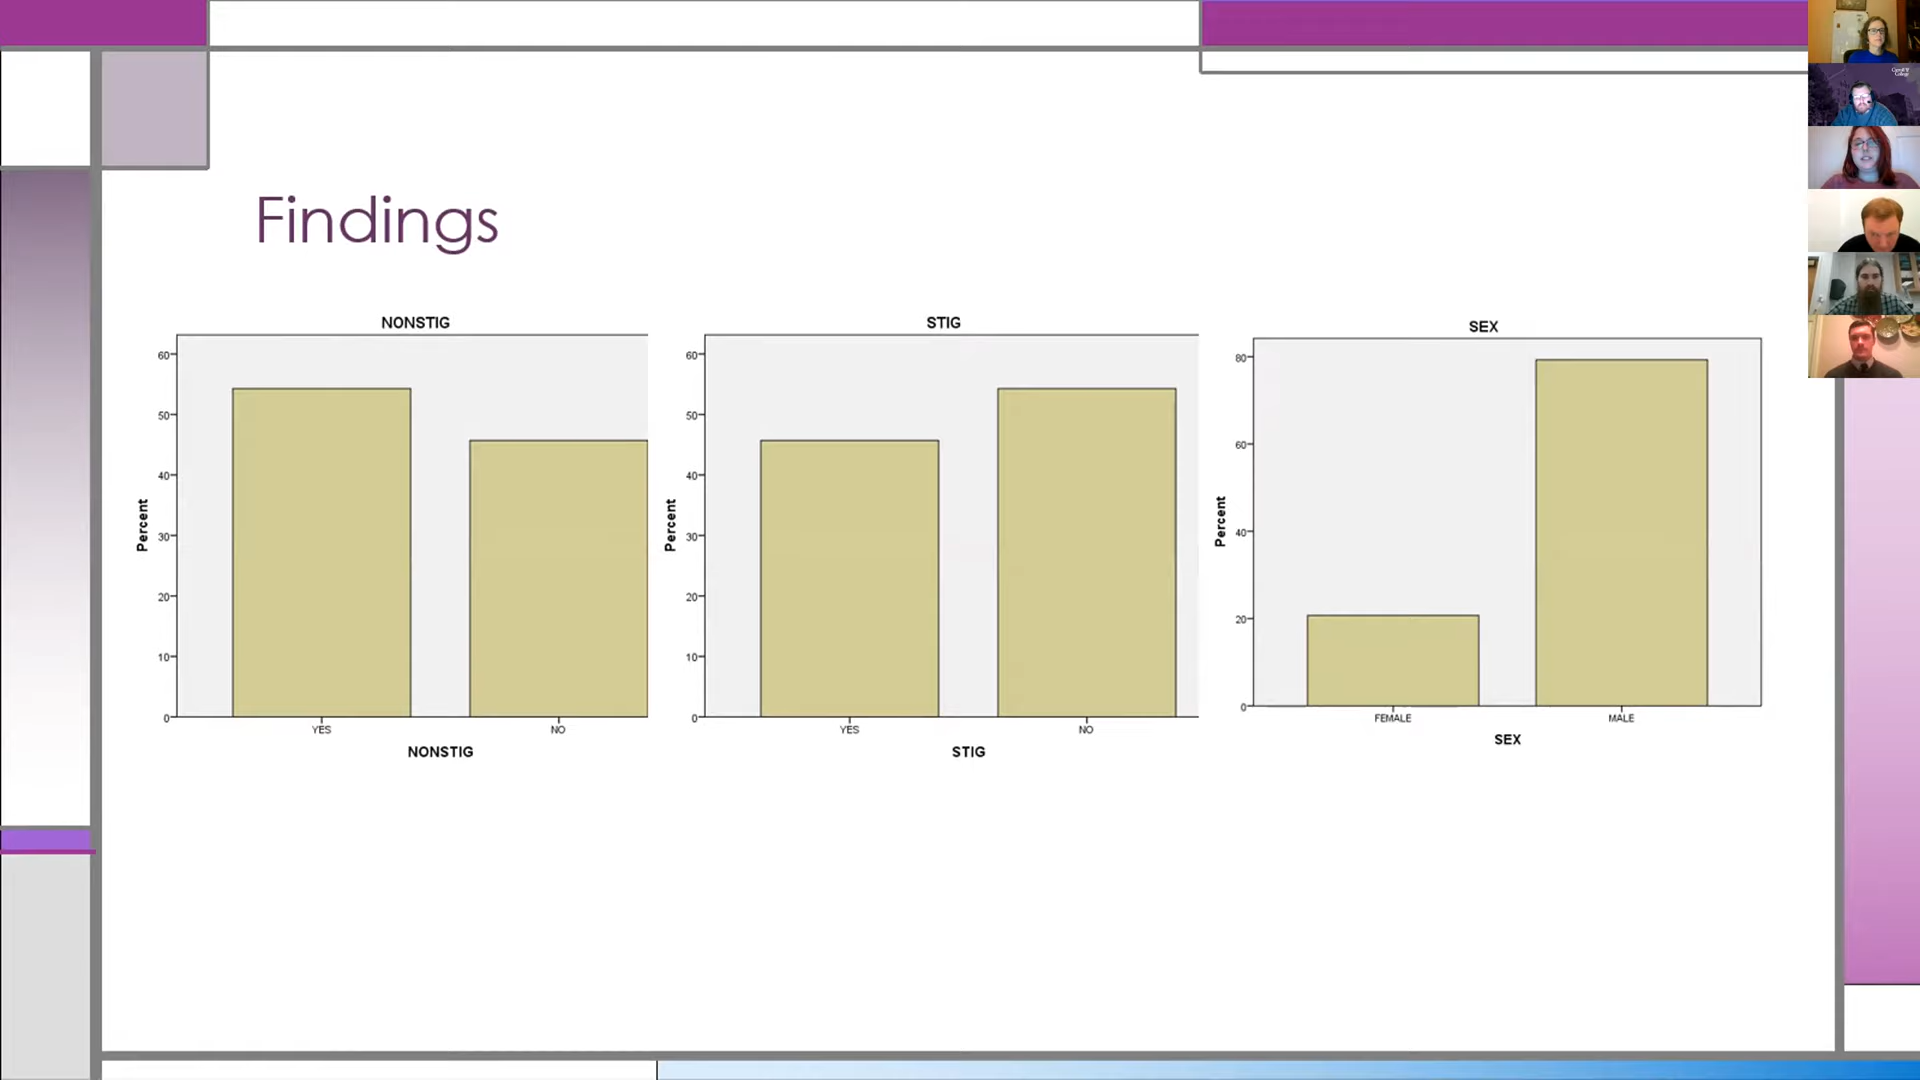 Findings
NONSTIG
60
50
40
30
20
10
0
Percent
YES
NO
NONSTIG
STIG
60
50
40
30
20
10
0
Percent
YES
NO
STIG
SEX
80
60
40
20
0
Percent
FEMALE
MALE
SEX